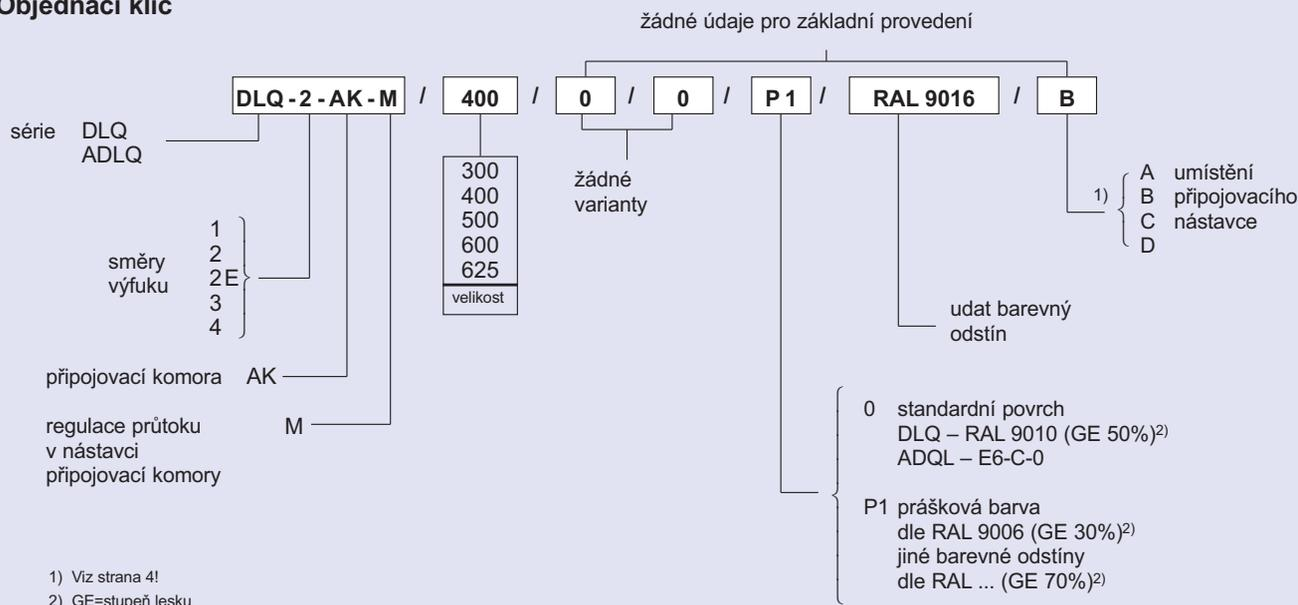 Objednací klíč
žádné údaje pro základní provedení
DLQ - 2 - AK - M / 400 / 0 / 0 / P 1 / RAL 9016 / B
série DLQ
ADLQ
300
400
500
600
625
velikost
žádné
varianty
1)
A umístění
B připojovacího
C nástavce
D
směry
výfuku
1
2
2 E
3
4
udat barevný
odstín
připojovací komora AK
regulace průtoku M
v nástavci
připojovací komory
0 standardní povrch
DLQ – RAL 9010 (GE 50%)2)
ADQL – E6-C-0
P1 prášková barva
dle RAL 9006 (GE 30%)2)
jiné barevné odstíny
dle RAL ... (GE 70%)2)
1) Viz strana 4!
2) GE=stupeň lesku